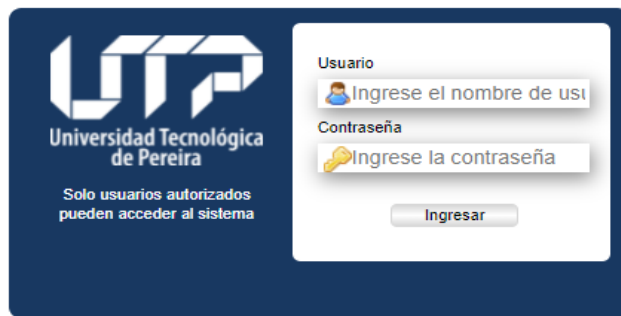 UTP
Universidad Tecnológica
de Pereira
Solo usuarios autorizados
pueden acceder al sistema
Usuario
Ingrese el nombre de usu
Contraseña
Ingrese la contraseña
Ingresar